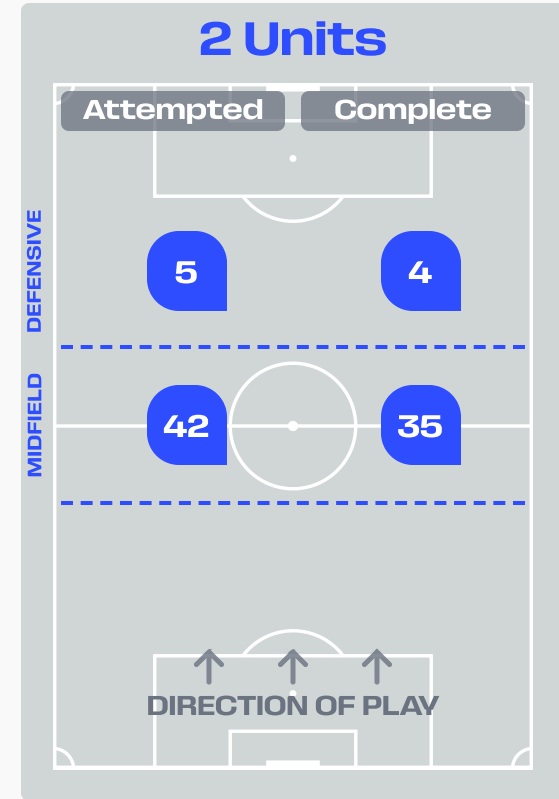 2 Units
Attempted Complete
DEFENSIVE
5 4
MIDFIELD
42 35
DIRECTION OF PLAY